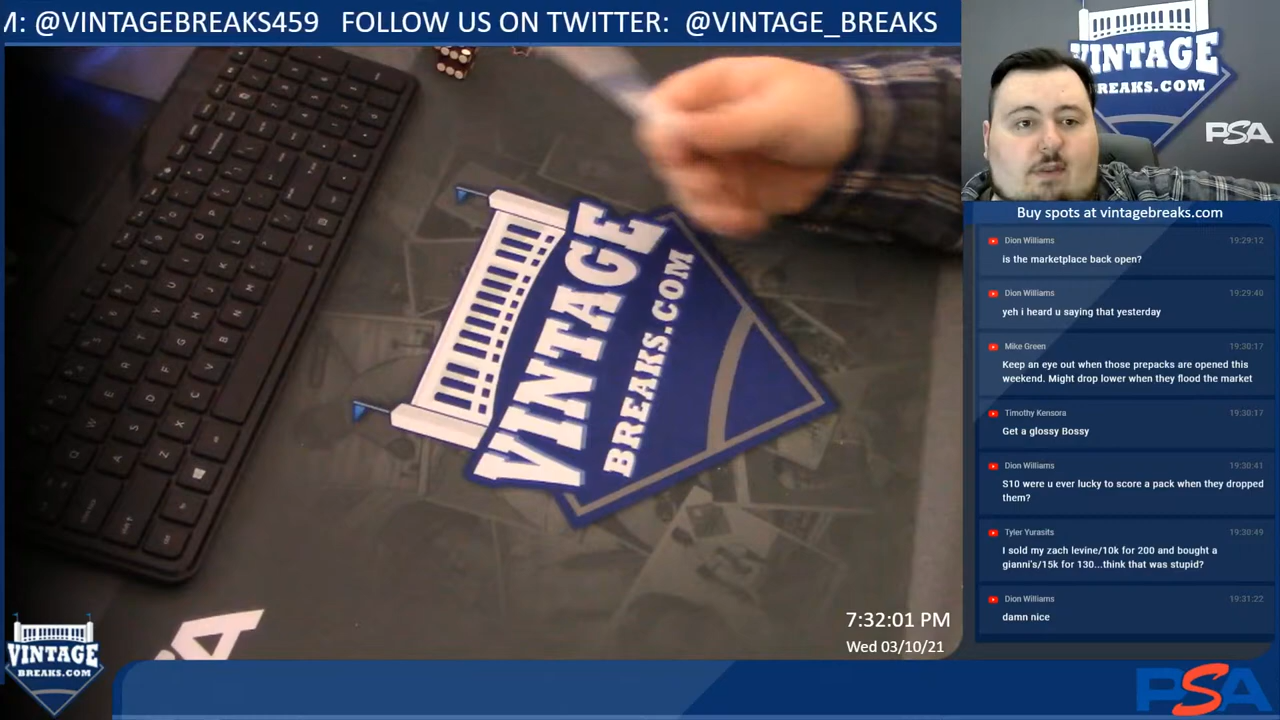 M: @VINTAGEBREAKS459 FOLLOW US ON TWITTER: @VINTAGE_BREAKS
VINTAGE
BREAKS.COM
PSA
Buy spots at vintagebreaks.com
Dion Williams 19:29:12
is the marketplace back open?
Dion Williams 19:29:40
yeh i heard u saying that yesterday
Mike Green 19:30:17
Keep an eye out when those prepacks are opened this
weekend. Might drop lower when they flood the market
Timothy Kensora 19:30:17
Get a glossy Bossy
Dion Williams 19:30:41
S10 were u ever lucky to score a pack when they dropped
them?
Tyler Yurasits 19:30:49
I sold my zach levine/10k for 200 and bought a
gianni's/15k for 130...think that was stupid?
Dion Williams 19:31:22
damn nice
VINTAGE
BREAKS.COM
7:32:01 PM
Wed 03/10/21
VINTAGE
BREAKS.COM
PSA